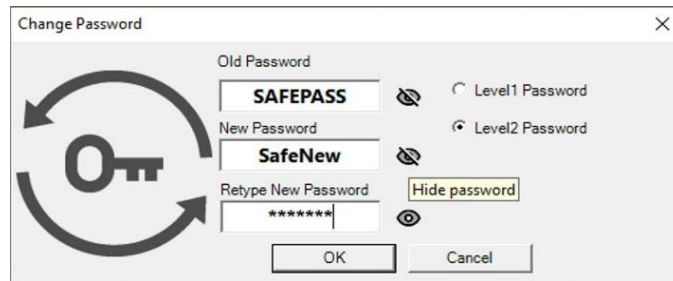 Change Password
Old Password
SAFEPASS
Level1 Password
New Password
Level2 Password
SafeNew
Retype New Password
Hide password
*******
OK
Cancel